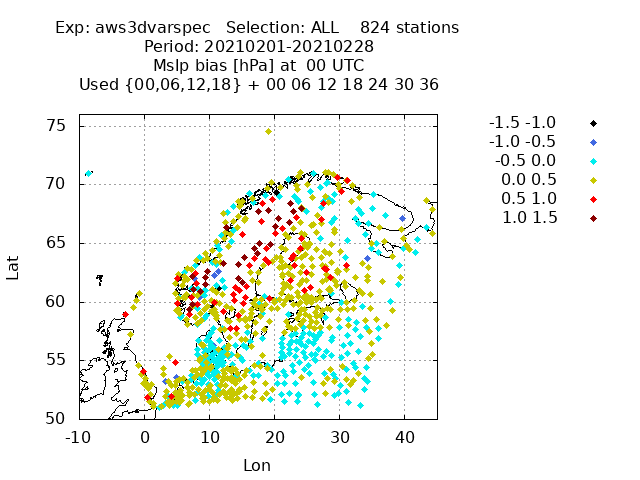 Exp: aws3dvarspec   Selection: ALL    824 stations
Period: 20210201-20210228
Mslp bias [hPa] at  00 UTC
Used {00,06,12,18} + 00 06 12 18 24 30 36
75
70
65
60
55
50
Lat
-10 0 10 20 30 40
Lon
-1.5 -1.0
-1.0 -0.5
-0.5 0.0
0.0 0.5
0.5 1.0
1.0 1.5